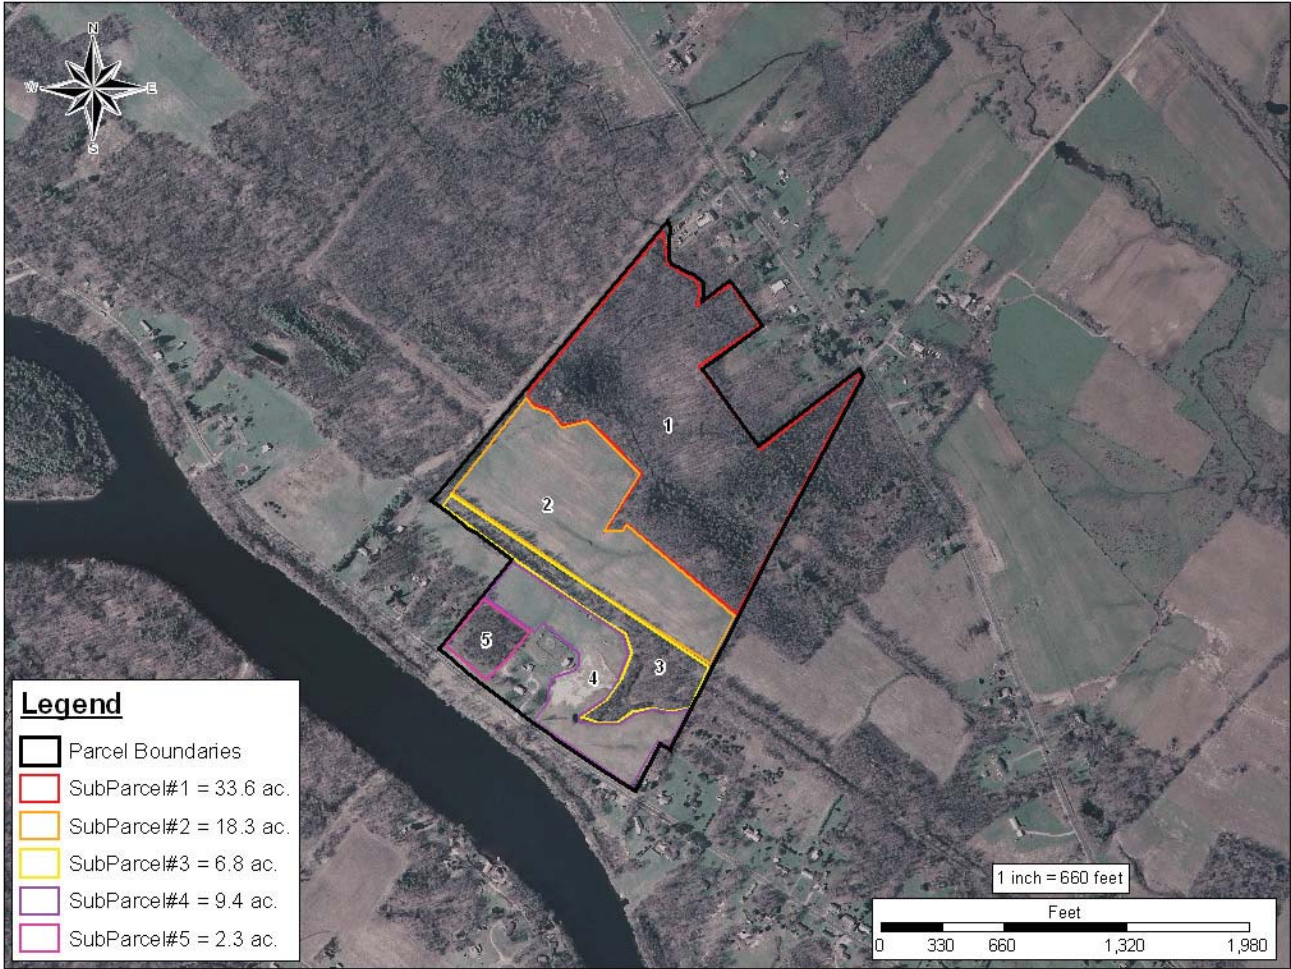 N
W E
S
1
2
3
4
5
Legend
Parcel Boundaries
SubParcel#1 = 33.6 ac.
SubParcel#2 = 18.3 ac.
SubParcel#3 = 6.8 ac.
SubParcel#4 = 9.4 ac.
SubParcel#5 = 2.3 ac.
1 inch = 660 feet
Feet
0 330 660 1,320 1,980